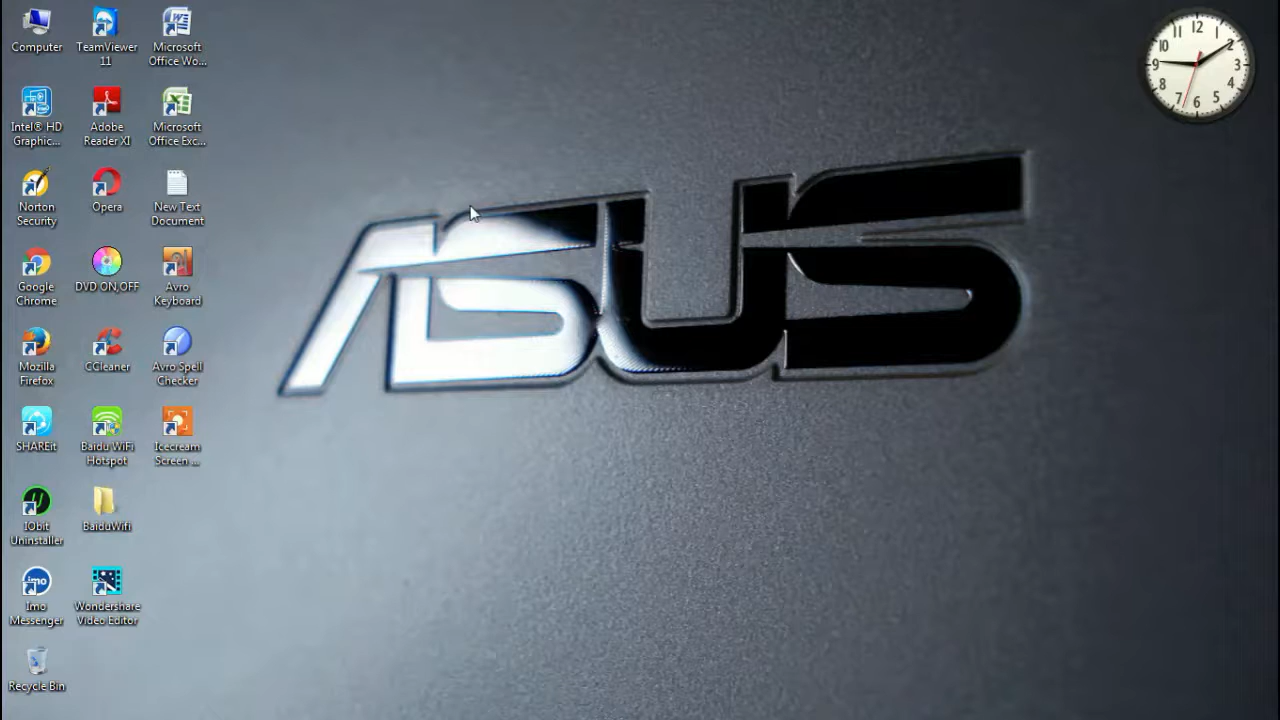 Computer
TeamViewer
11
Microsoft
Office Wo...
Intel® HD
Graphic...
Adobe
Reader XI
Microsoft
Office Exc...
Norton
Security
Opera
New Text
Document
Google
Chrome
DVD ON,OFF
Avro
Keyboard
Mozilla
Firefox
CCleaner
Avro Spell
Checker
SHAREit
Baidu WiFi
Hotspot
Icecream
Screen ...
IObit
Uninstaller
BaiduWifi
imo
Imo
Messenger
Wondershare
Video Editor
Recycle Bin
ASUS
12
1
2
3
4
5
6
7
8
9
10
11